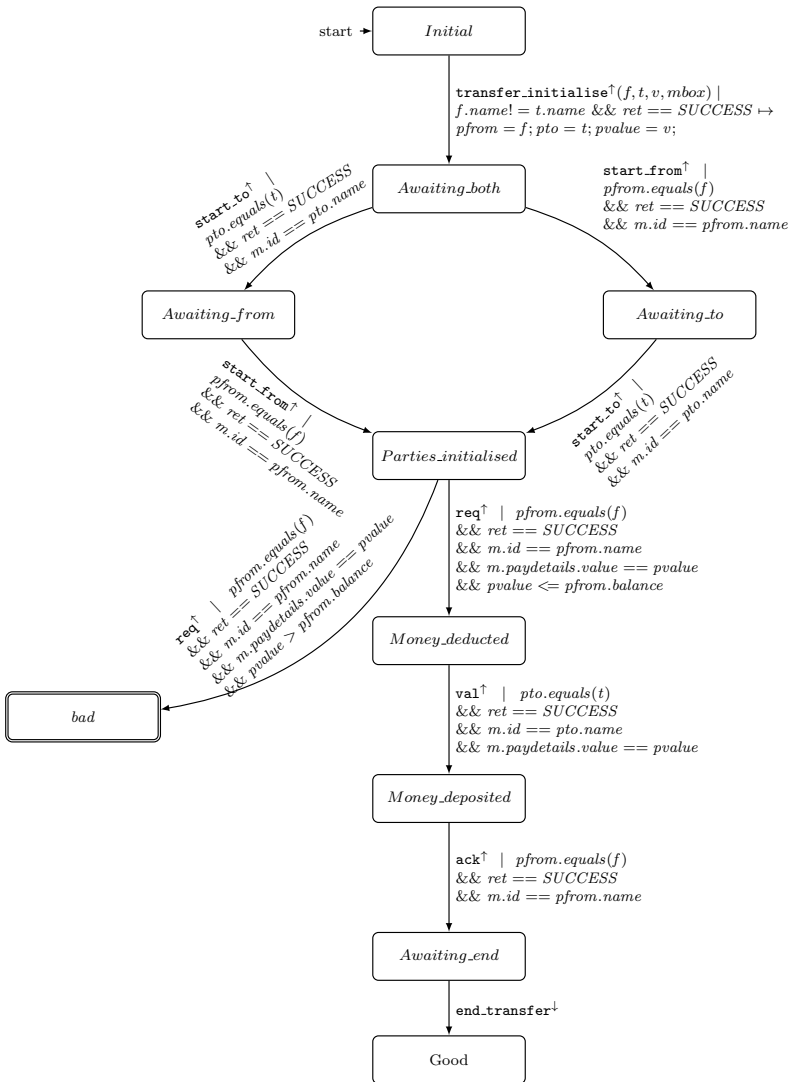 start
Initial
transfer_initialise↑(f, t, v, mbox) |
f.name! = t.name && ret == SUCCESS ↦
pfrom = f; pto = t; pvalue = v;
Awaiting_both
start_to↑ |
pto.equals(t)
&& ret == SUCCESS
&& m.id == pto.name
start_from↑ |
pfrom.equals(f)
&& ret == SUCCESS
&& m.id == pfrom.name
Awaiting_from
Awaiting_to
start_from↑ |
pfrom.equals(f)
&& ret == SUCCESS
&& m.id == pfrom.name
start_to↑ |
pto.equals(t)
&& ret == SUCCESS
&& m.id == pto.name
Parties_initialised
req↑ | pfrom.equals(f)
&& ret == SUCCESS
&& m.id == pfrom.name
&& m.paydetails.value == pvalue
&& pvalue > pfrom.balance
req↑ | pfrom.equals(f)
&& ret == SUCCESS
&& m.id == pfrom.name
&& m.paydetails.value == pvalue
&& pvalue <= pfrom.balance
Money_deducted
bad
val↑ | pto.equals(t)
&& ret == SUCCESS
&& m.id == pto.name
&& m.paydetails.value == pvalue
Money_deposited
ack↑ | pfrom.equals(f)
&& ret == SUCCESS
&& m.id == pfrom.name
Awaiting_end
end_transfer↓
Good